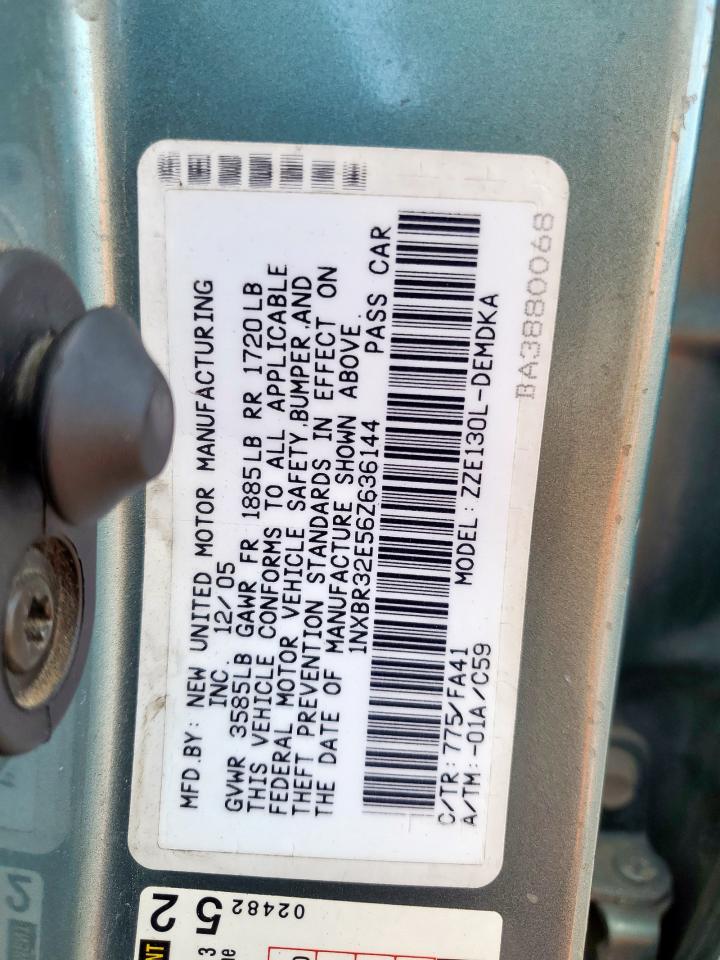 MFD.BY: NEW UNITED MOTOR MANUFACTURING
INC. 12/05
GVWR 3585LB GAWR FR 1885LB RR 1720LB
THIS VEHICLE CONFORMS TO ALL APPLICABLE
FEDERAL MOTOR VEHICLE SAFETY,BUMPER,AND
THEFT PREVENTION STANDARDS IN EFFECT ON
THE DATE OF MANUFACTURE SHOWN ABOVE.
1NXBR32E56Z636144 PASS CAR
C/TR:775/FA41 MODEL:ZZE130L-DEMDKA
A/TM:-01A/C59
BA3880068
02482
5
2
3